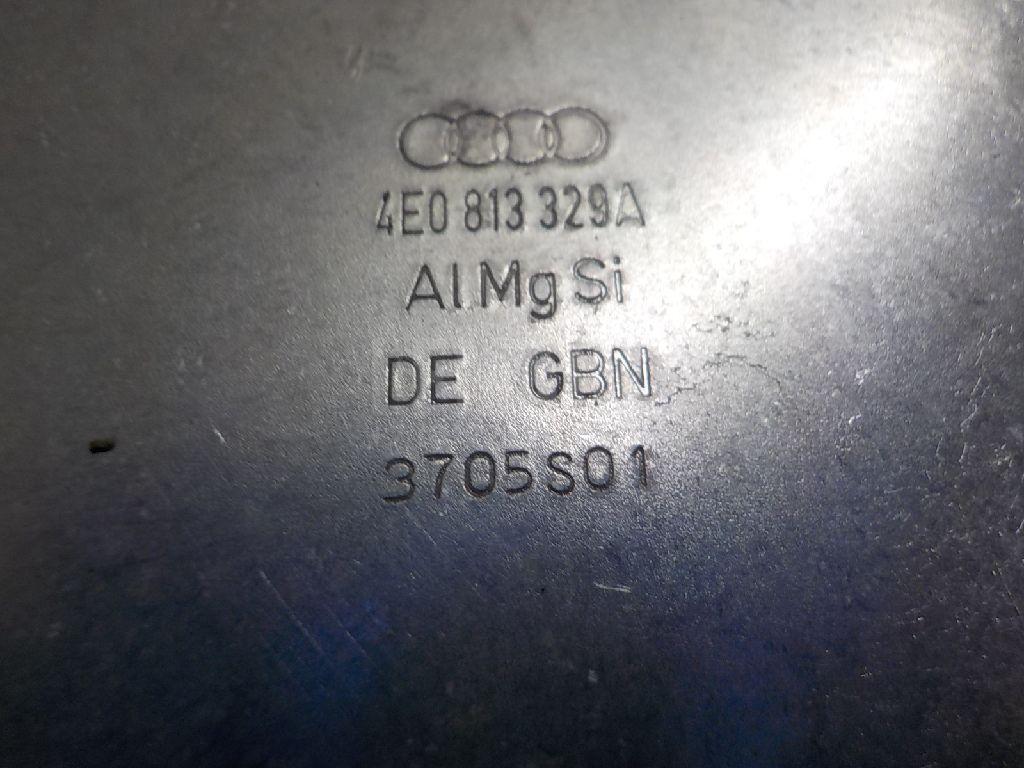 4E0 813 329A
Al Mg Si
DE GBN
3705S01